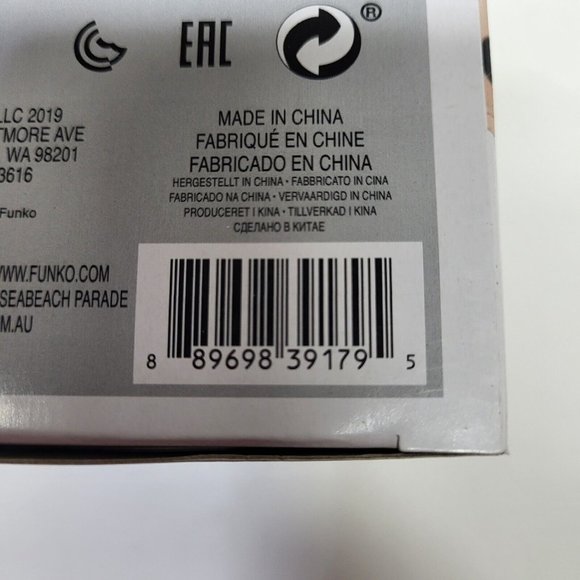 EAC
®
LLC 2019
TMORE AVE
WA 98201
3616
Funko
WWW.FUNKO.COM
SEABEACH PARADE
M.AU
MADE IN CHINA
FABRIQUÉ EN CHINE
FABRICADO EN CHINA
HERGESTELLT IN CHINA • FABBRICATO IN CINA
FABRICADO NA CHINA • VERVAARDIGD IN CHINA
PRODUCERET I KINA • TILLVERKAD I KINA
СДЕЛАНО В КИТАЕ
8 89698 39179 5